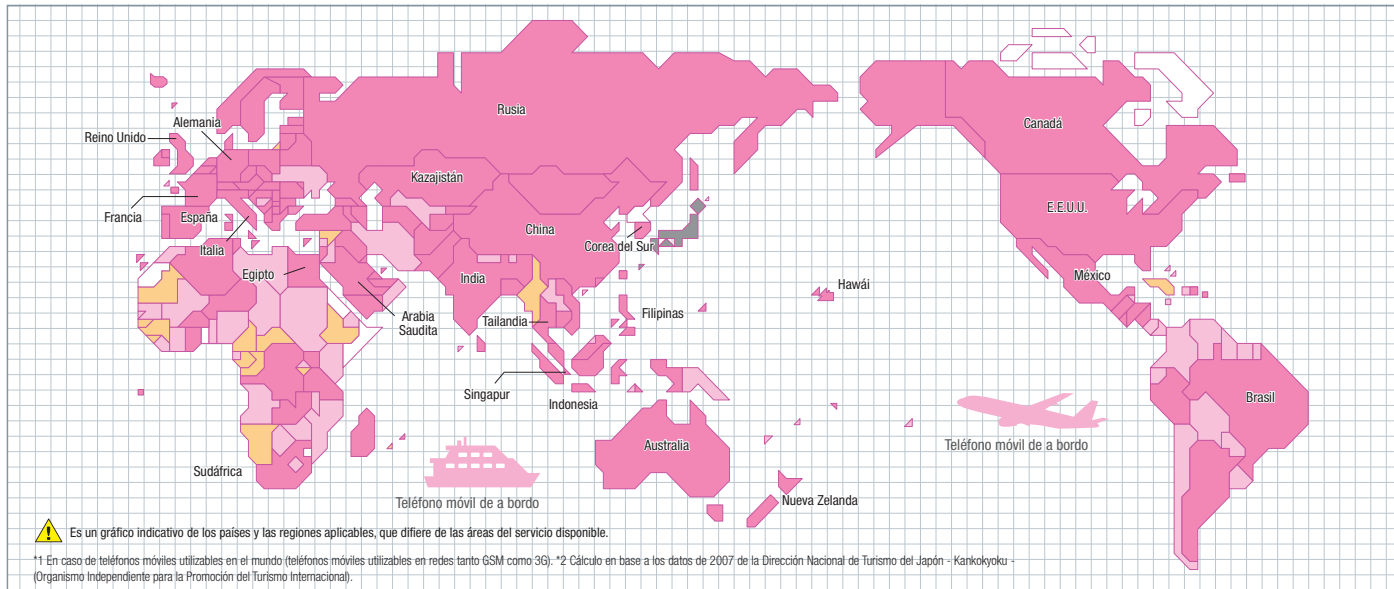 Rusia
Canadá
Alemania
Reino Unido
Kazajistán
Francia
España
E.E.U.U.
China
Corea del Sur
Italia
Egipto
India
México
Hawái
Arabia
Saudita
Tailandia
Filipinas
Singapur
Indonesia
Brasil
Australia
Teléfono móvil de a bordo
Sudáfrica
Teléfono móvil de a bordo
Nueva Zelanda
Es un gráfico indicativo de los países y las regiones aplicables, que difiere de las áreas del servicio disponible.
*1 En caso de teléfonos móviles utilizables en el mundo (teléfonos móviles utilizables en redes tanto GSM como 3G). *2 Cálculo en base a los datos de 2007 de la Dirección Nacional de Turismo del Japón - Kankokyoku -
(Organismo Independiente para la Promoción del Turismo Internacional).